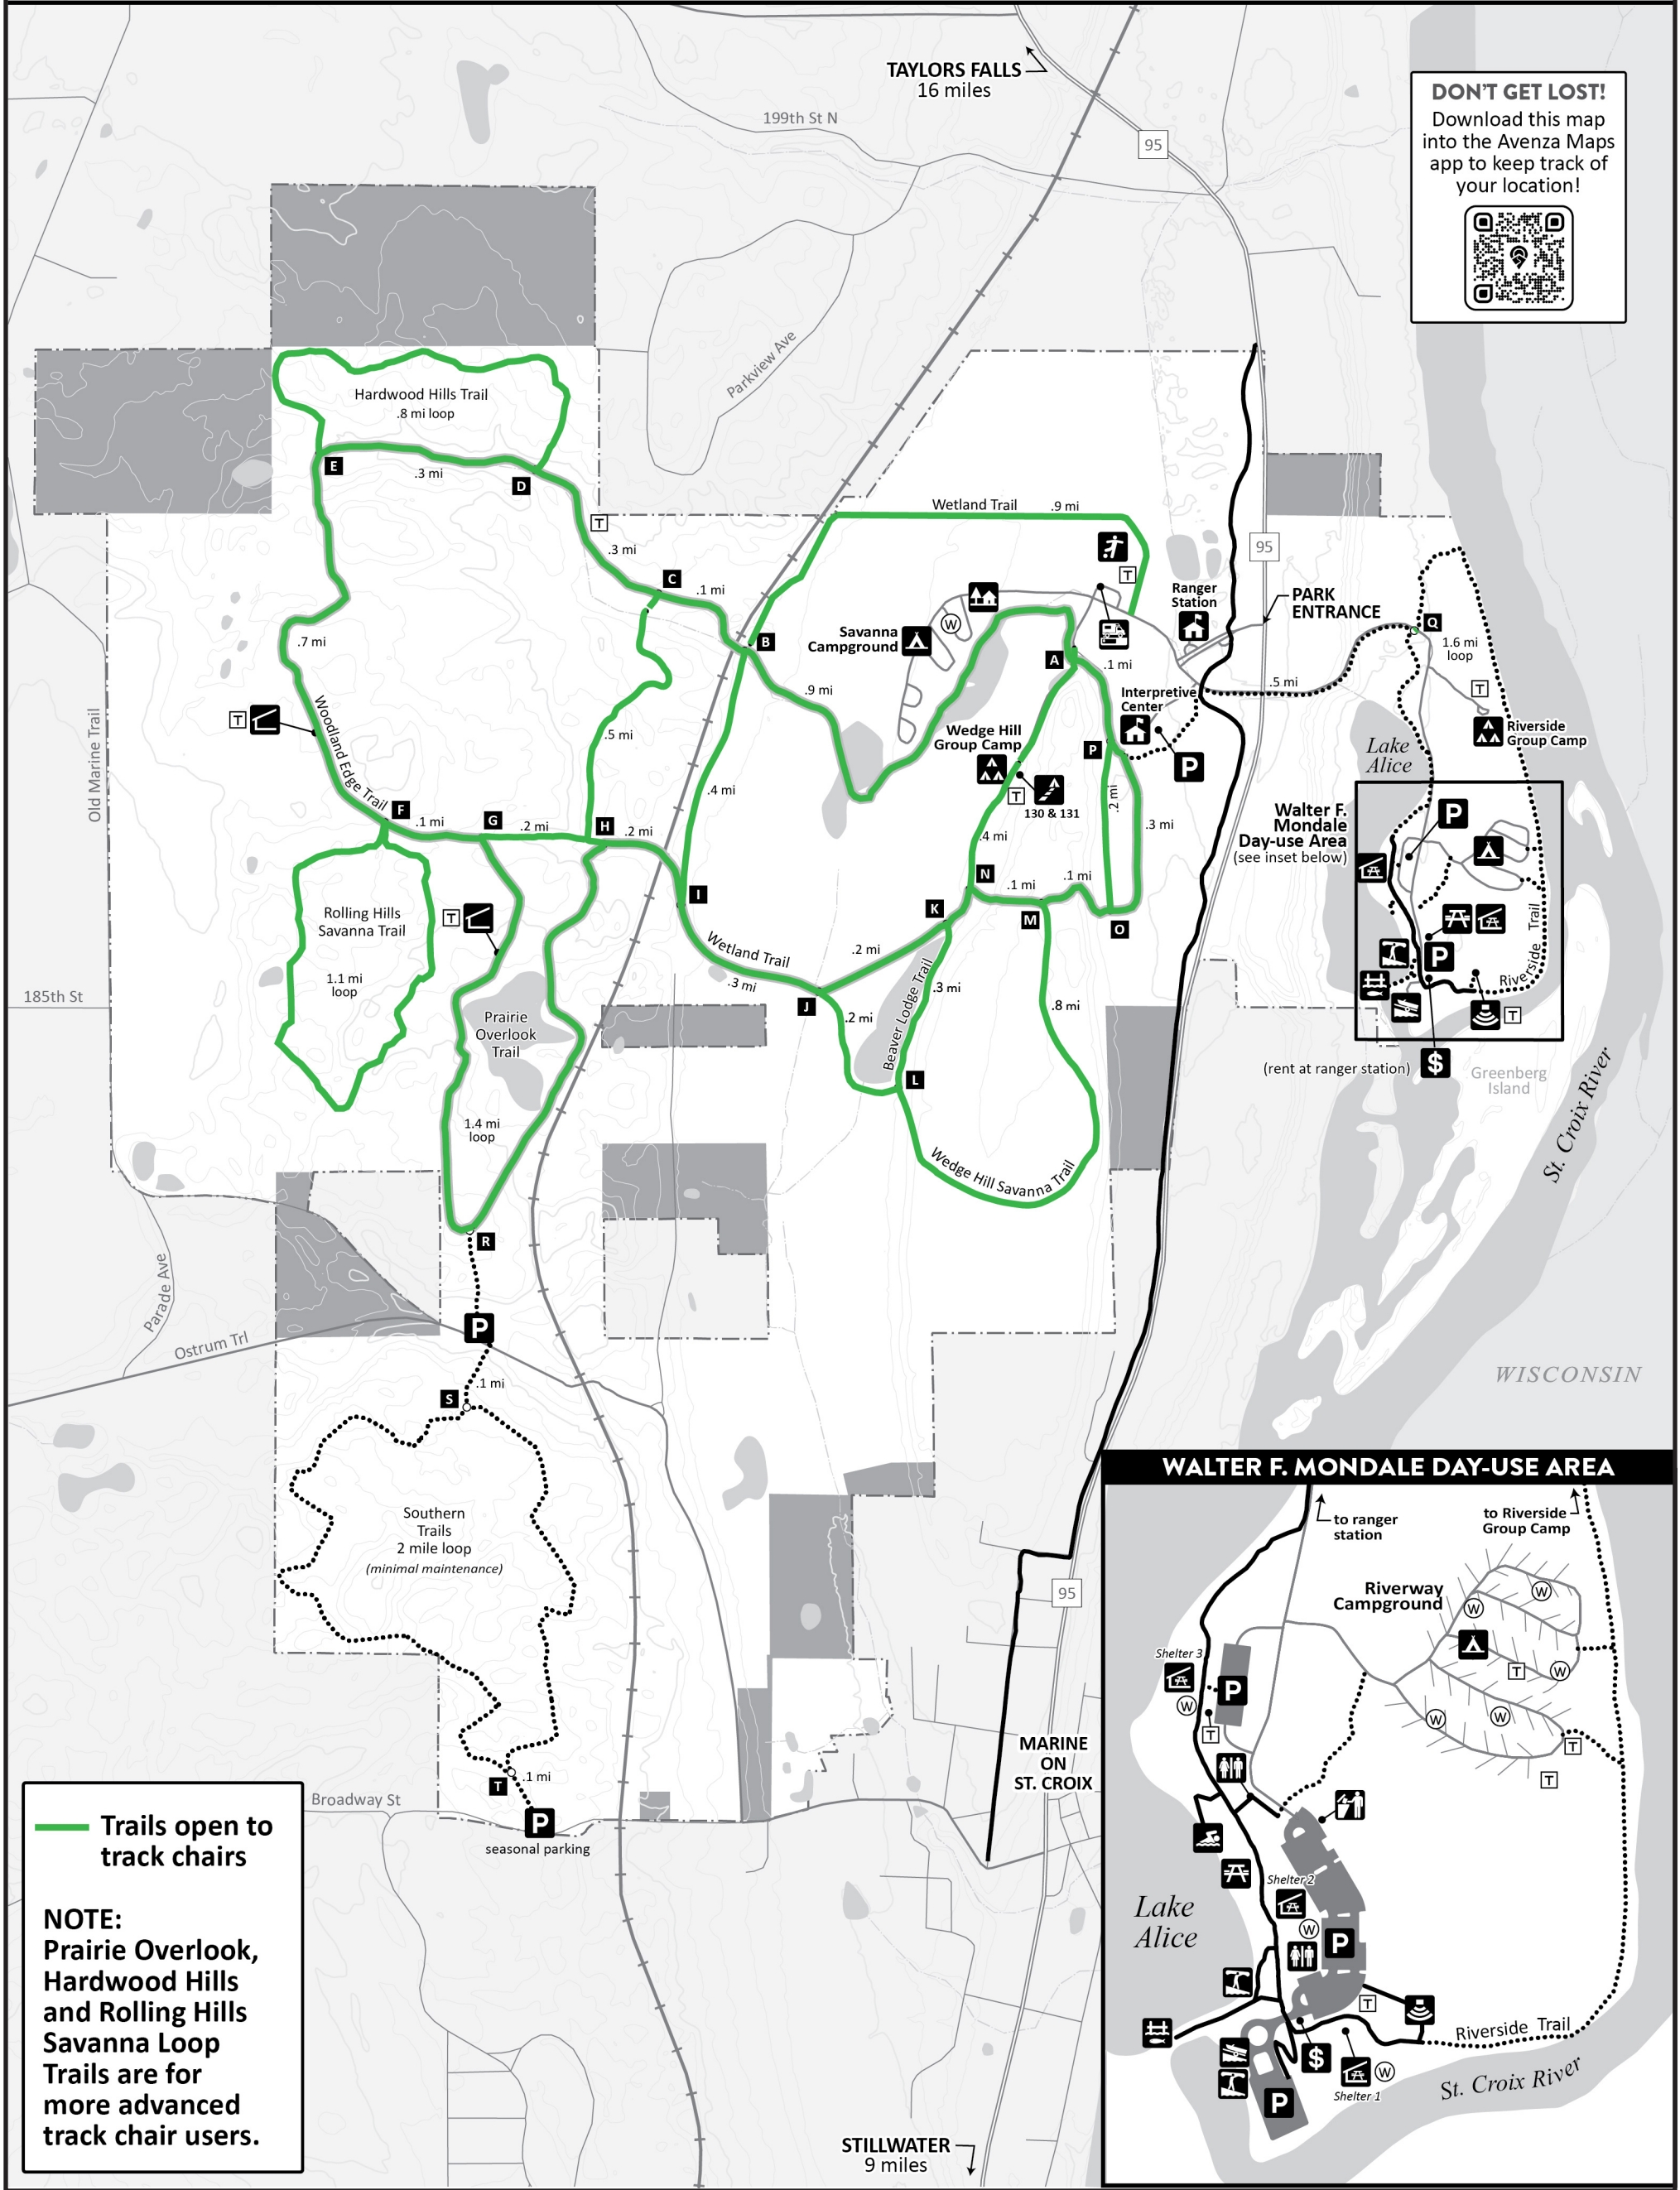 TAYLORS FALLS
16 miles
199th St N
95
DON'T GET LOST!
Download this map
into the Avenza Maps
app to keep track of
your location!
Parkview Ave
Hardwood Hills Trail
.8 mi loop
E
.3 mi
D
T
.3 mi
C
.1 mi
B
Wetland Trail
.9 mi
T
95
Ranger
Station
PARK
ENTRANCE
Savanna
Campground
W
A
.1 mi
Q
1.6 mi
loop
.5 mi
T
Riverside
Group Camp
.7 mi
.9 mi
Interpretive
Center
P
P
Wedge Hill
Group Camp
T
130 & 131
Lake
Alice
T
Woodland Edge Trail
Old Marine Trail
.5 mi
.4 mi
.2 mi
.3 mi
.4 mi
F
.1 mi
G
.2 mi
H
.2 mi
I
N
.1 mi
.1 mi
M
O
K
Walter F.
Mondale
Day-use Area
(see inset below)
P
P
Riverside Trail
T
Rolling Hills
Savanna Trail
1.1 mi
loop
T
Wetland Trail
.3 mi
.2 mi
J
.2 mi
Beaver Lodge Trail
.3 mi
.8 mi
L
185th St
Prairie
Overlook
Trail
1.4 mi
loop
Wedge Hill Savanna Trail
(rent at ranger station)
$
Greenberg
Island
St. Croix River
R
Parade Ave
Ostrum Trl
P
S
.1 mi
WISCONSIN
Southern
Trails
2 mile loop
(minimal maintenance)
95
T
.1 mi
P
seasonal parking
Broadway St
MARINE
ON
ST. CROIX
STILLWATER
9 miles
Trails open to
track chairs
NOTE:
Prairie Overlook,
Hardwood Hills
and Rolling Hills
Savanna Loop
Trails are for
more advanced
track chair users.
WALTER F. MONDALE DAY-USE AREA
to ranger
station
to Riverside
Group Camp
Riverway
Campground
W
W
T
W
W
W
T
T
Shelter 3
W
P
T
Shelter 2
W
P
T
Lake
Alice
$
P
Shelter 1
W
Riverside Trail
St. Croix River